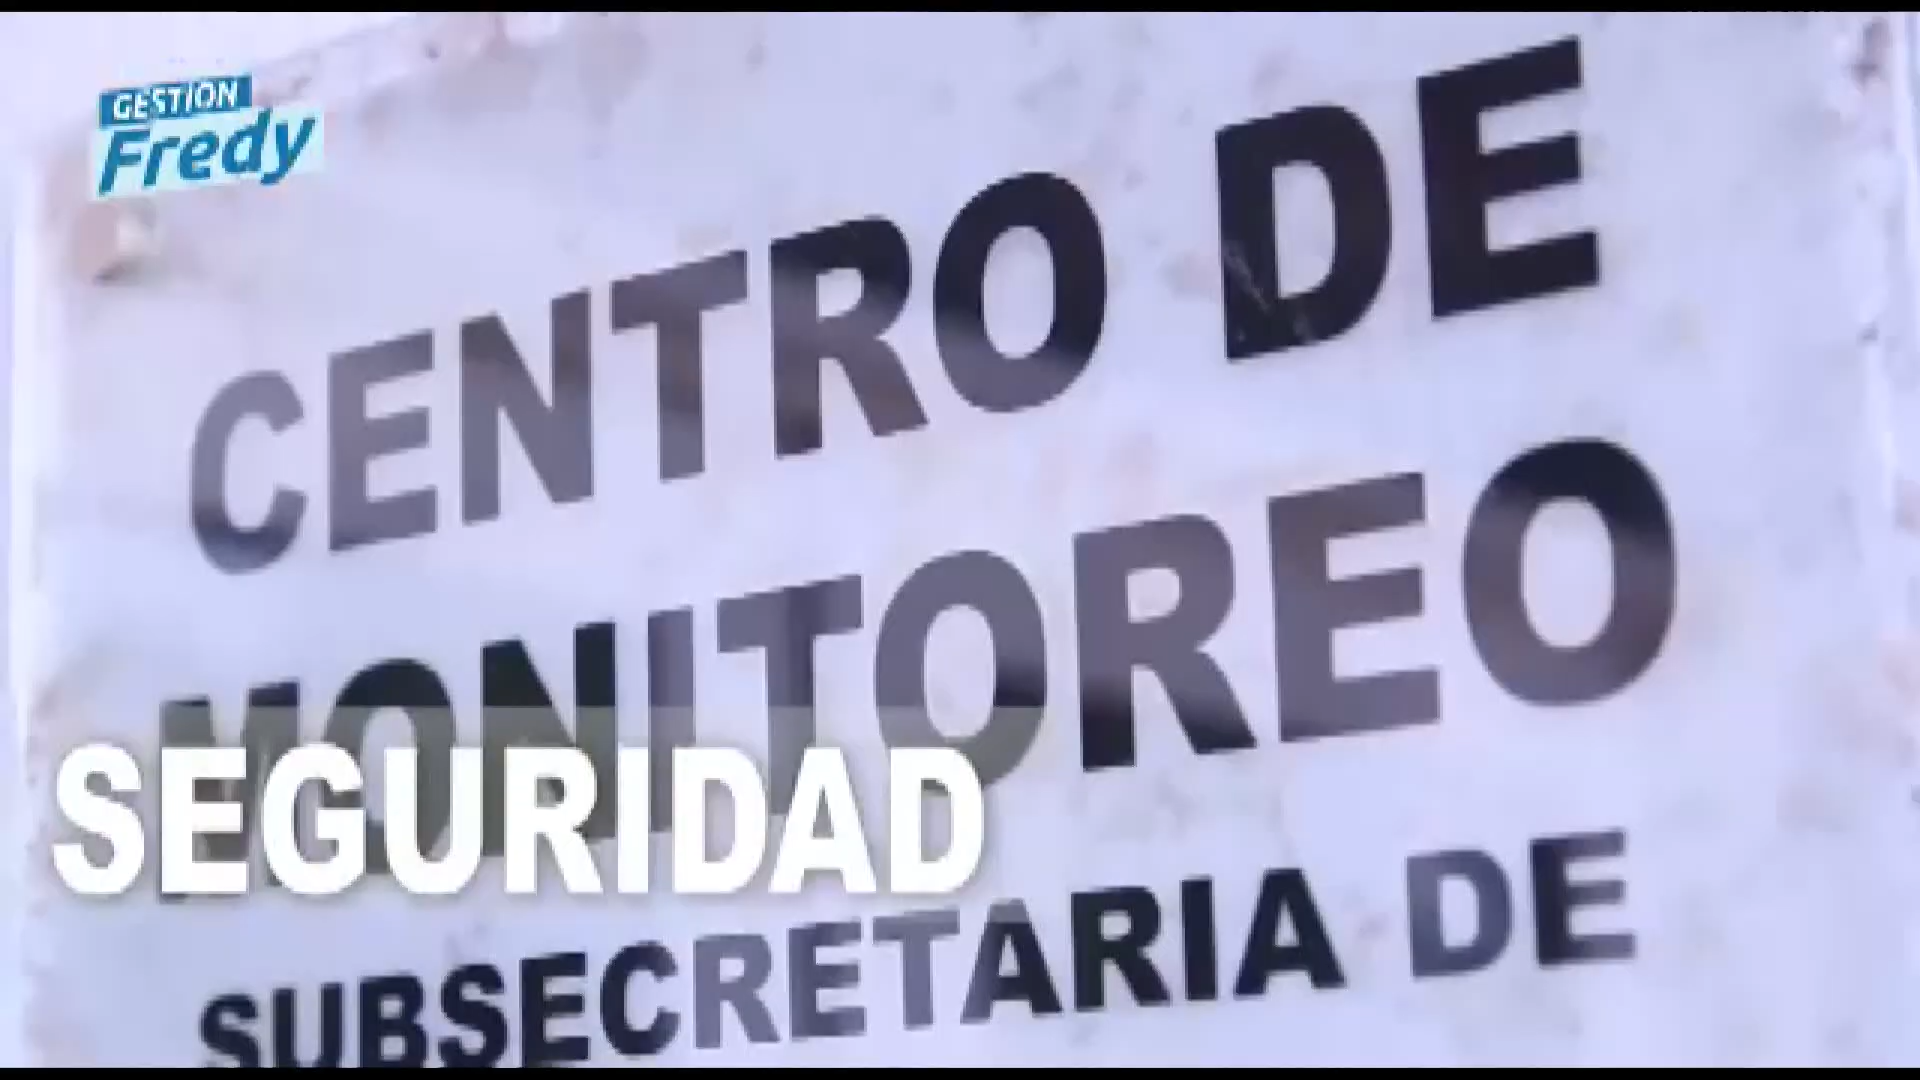 GESTION
Fredy
CENTRO DE
MONITOREO
SEGURIDAD
SUBSECRETARIA DE